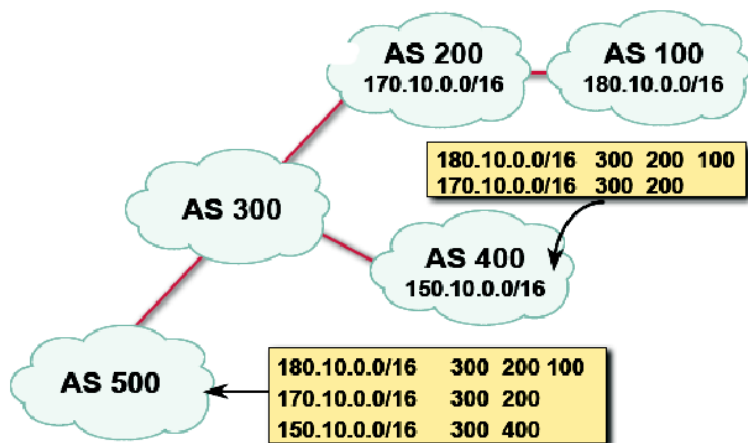 AS 200
170.10.0.0/16
AS 100
180.10.0.0/16
180.10.0.0/16 300 200 100
170.10.0.0/16 300 200
AS 300
AS 400
150.10.0.0/16
AS 500
180.10.0.0/16 300 200 100
170.10.0.0/16 300 200
150.10.0.0/16 300 400